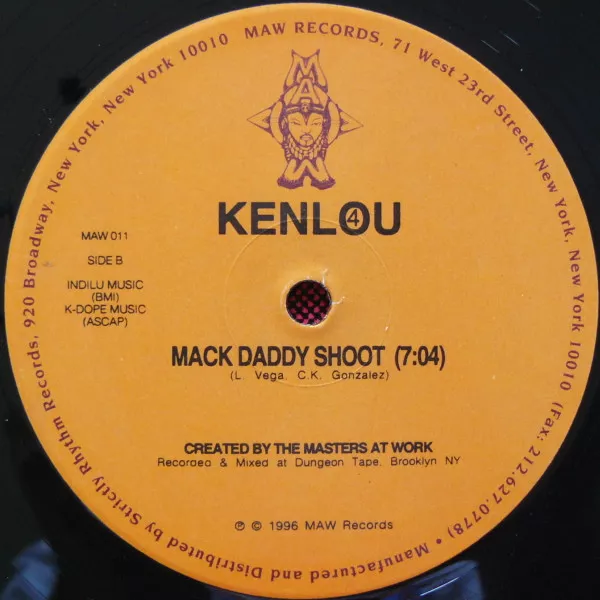 MAW RECORDS, 71 West 23rd Street, New York, New York 10010 (Fax: 212.627.0778) • Manufactured and Distributed by Strictly Rhythm Records, 920 Broadway, New York, New York 10010
MAW
KENLOU
4
MAW 011
SIDE B
INDILU MUSIC
(BMI)
K-DOPE MUSIC
(ASCAP)
MACK DADDY SHOOT (7:04)
(L. Vega. C.K. Gonzalez)
CREATED BY THE MASTERS AT WORK
Recorded & Mixed at Dungeon Tape, Brooklyn NY
℗ © 1996 MAW Records